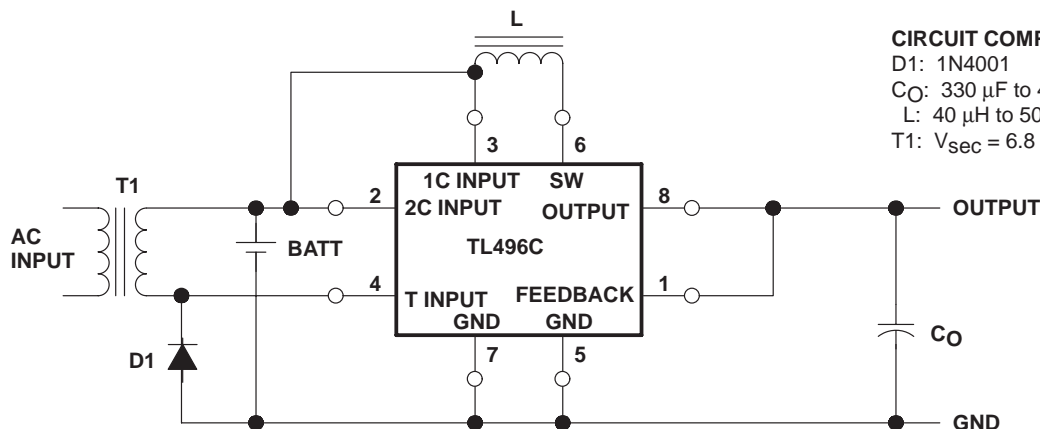 L
CIRCUIT COMP
D1: 1N4001
CO: 330 μF to 4
L: 40 μH to 50
T1: Vsec = 6.8
3
6
1C INPUT
SW
T1
2
2C INPUT
OUTPUT
8
OUTPUT
AC
INPUT
BATT
TL496C
4
T INPUT
FEEDBACK
1
GND
GND
D1
7
5
CO
GND